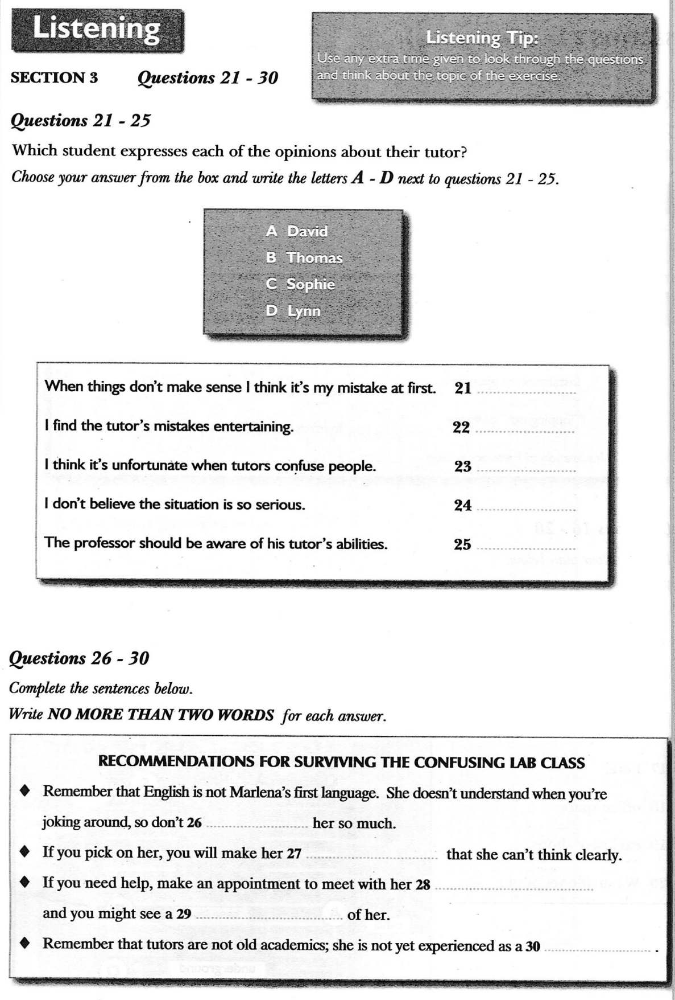 Listening
Listening Tip:
Use any extra time given to look through the questions
and think about the topic of the exercise.
SECTION 3 Questions 21 - 30
Questions 21 - 25
Which student expresses each of the opinions about their tutor?
Choose your answer from the box and write the letters A - D next to questions 21 - 25.
A David
B Thomas
C Sophie
D Lynn
When things don't make sense I think it's my mistake at first. 21 ........................
I find the tutor's mistakes entertaining. 22 ........................
I think it's unfortunate when tutors confuse people. 23 ........................
I don't believe the situation is so serious. 24 ........................
The professor should be aware of his tutor's abilities. 25 ........................
Questions 26 - 30
Complete the sentences below.
Write NO MORE THAN TWO WORDS for each answer.
RECOMMENDATIONS FOR SURVIVING THE CONFUSING LAB CLASS
♦ Remember that English is not Marlena's first language. She doesn't understand when you're
joking around, so don't 26 ........................ her so much.
♦ If you pick on her, you will make her 27 ........................ that she can't think clearly.
♦ If you need help, make an appointment to meet with her 28 ........................
and you might see a 29 ........................ of her.
♦ Remember that tutors are not old academics; she is not yet experienced as a 30 ........................ .